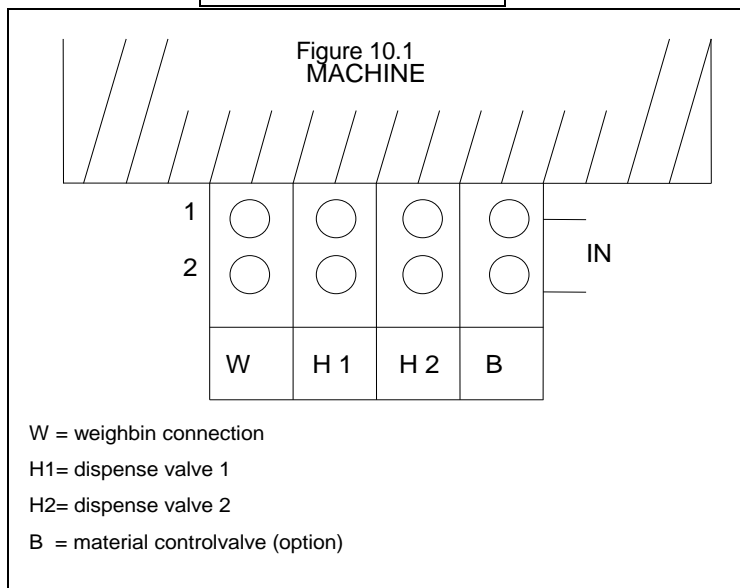 Figure 10.1
MACHINE
1
2
IN
W H 1 H 2 B
W = weighbin connection
H1= dispense valve 1
H2= dispense valve 2
B = material controlvalve (option)